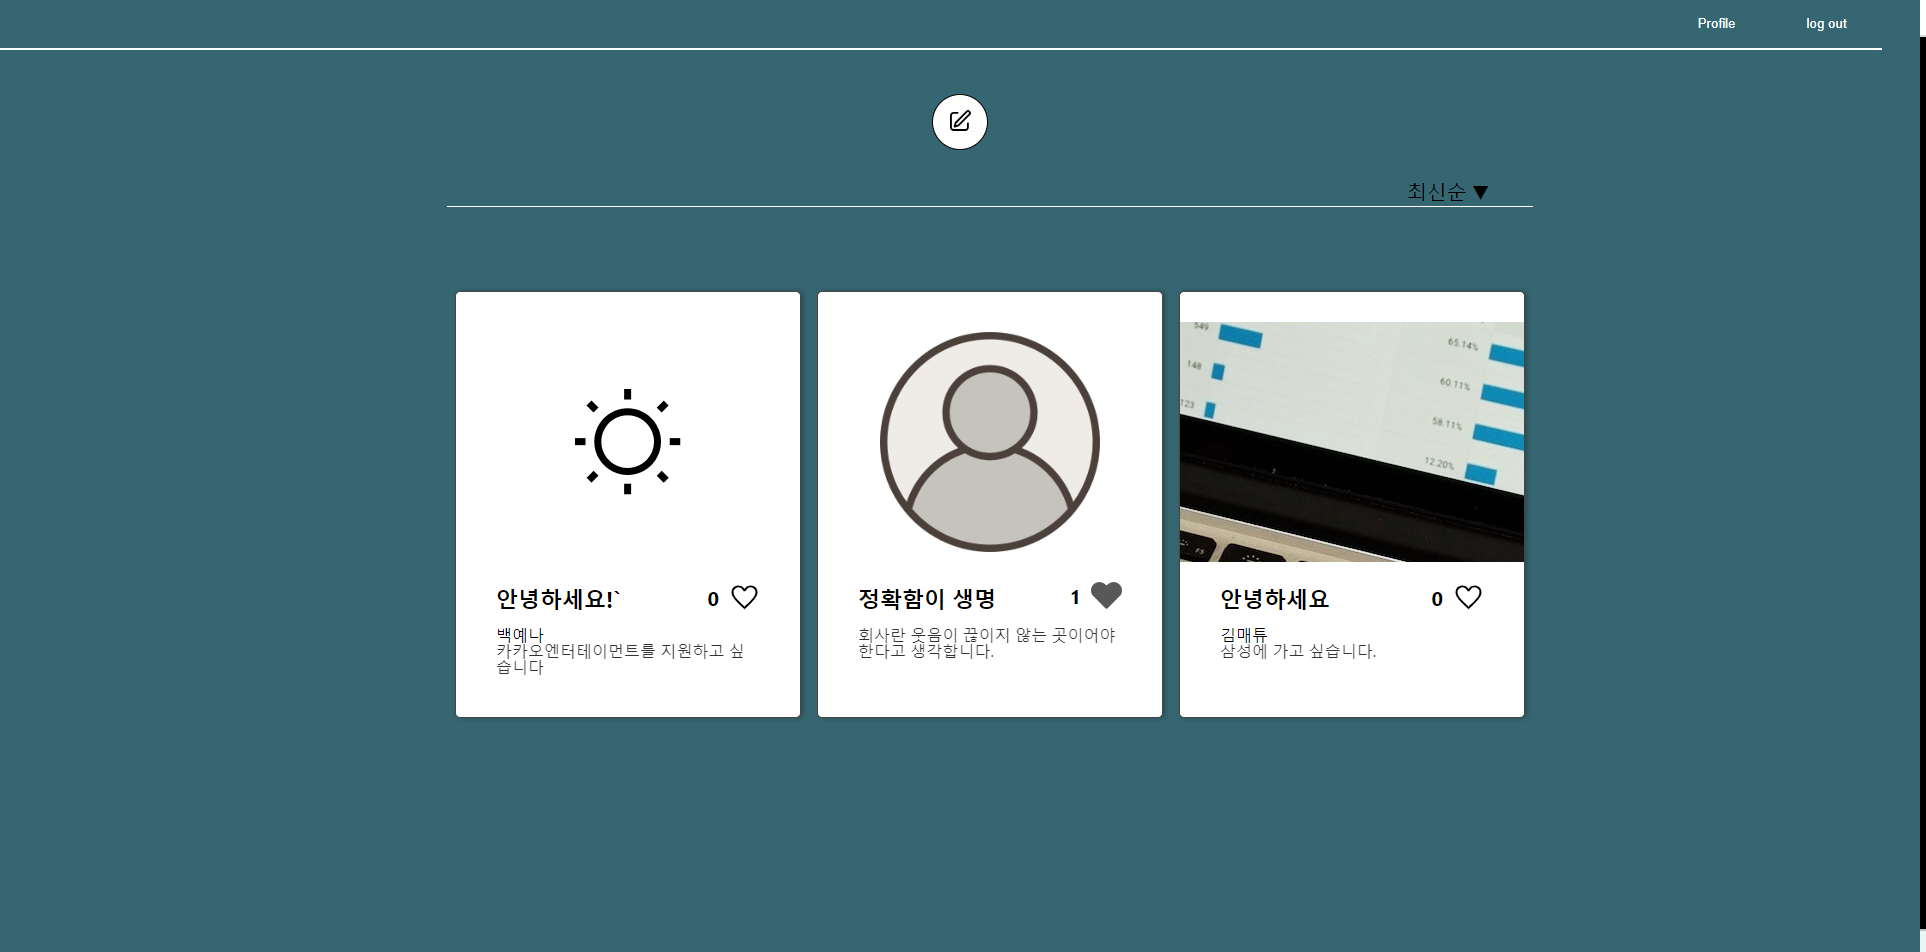 Profile
log out
최신순 ▼
549
148
123
65.14%
60.11%
58.11%
12.20%
F5
안녕하세요!`
0
백예나
카카오엔터테이먼트를 지원하고 싶
습니다
정확함이 생명
1
회사란 웃음이 끊이지 않는 곳이어야
한다고 생각합니다.
안녕하세요
0
김매튜
삼성에 가고 싶습니다.